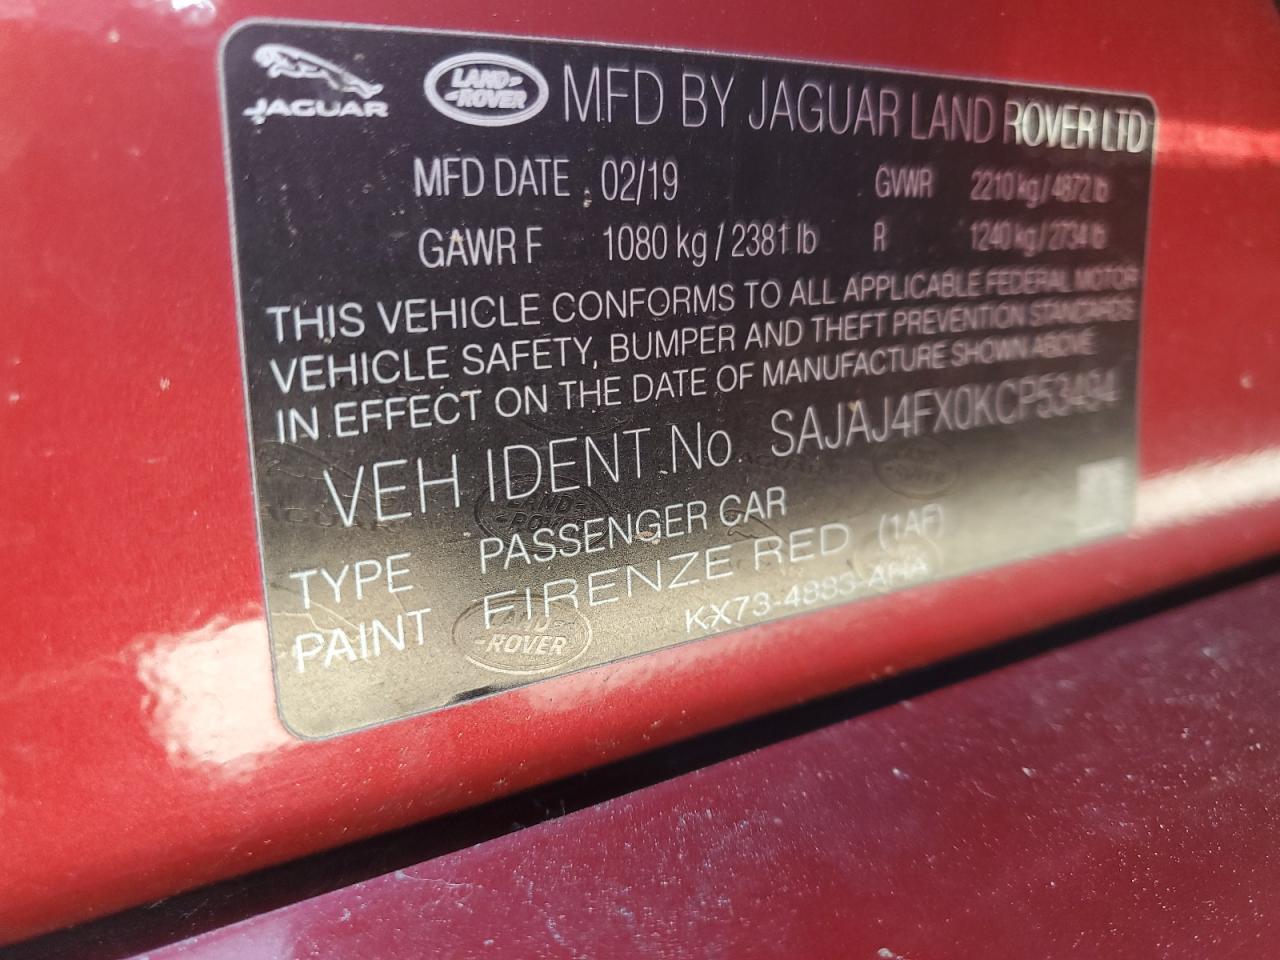 JAGUAR LAND ROVER MFD BY JAGUAR LAND ROVER LTD
MFD DATE 02/19 GVWR 2210 kg / 4872 lb
GAWR F 1080 kg / 2381 lb R 1240 kg / 2734 lb
THIS VEHICLE CONFORMS TO ALL APPLICABLE FEDERAL MOTOR
VEHICLE SAFETY, BUMPER AND THEFT PREVENTION STANDARDS
IN EFFECT ON THE DATE OF MANUFACTURE SHOWN ABOVE
VEH IDENT No. SAJAJ4FX0KCP53494
TYPE PASSENGER CAR
PAINT FIRENZE RED (1AF)
LAND ROVER KX73-4883-AHA